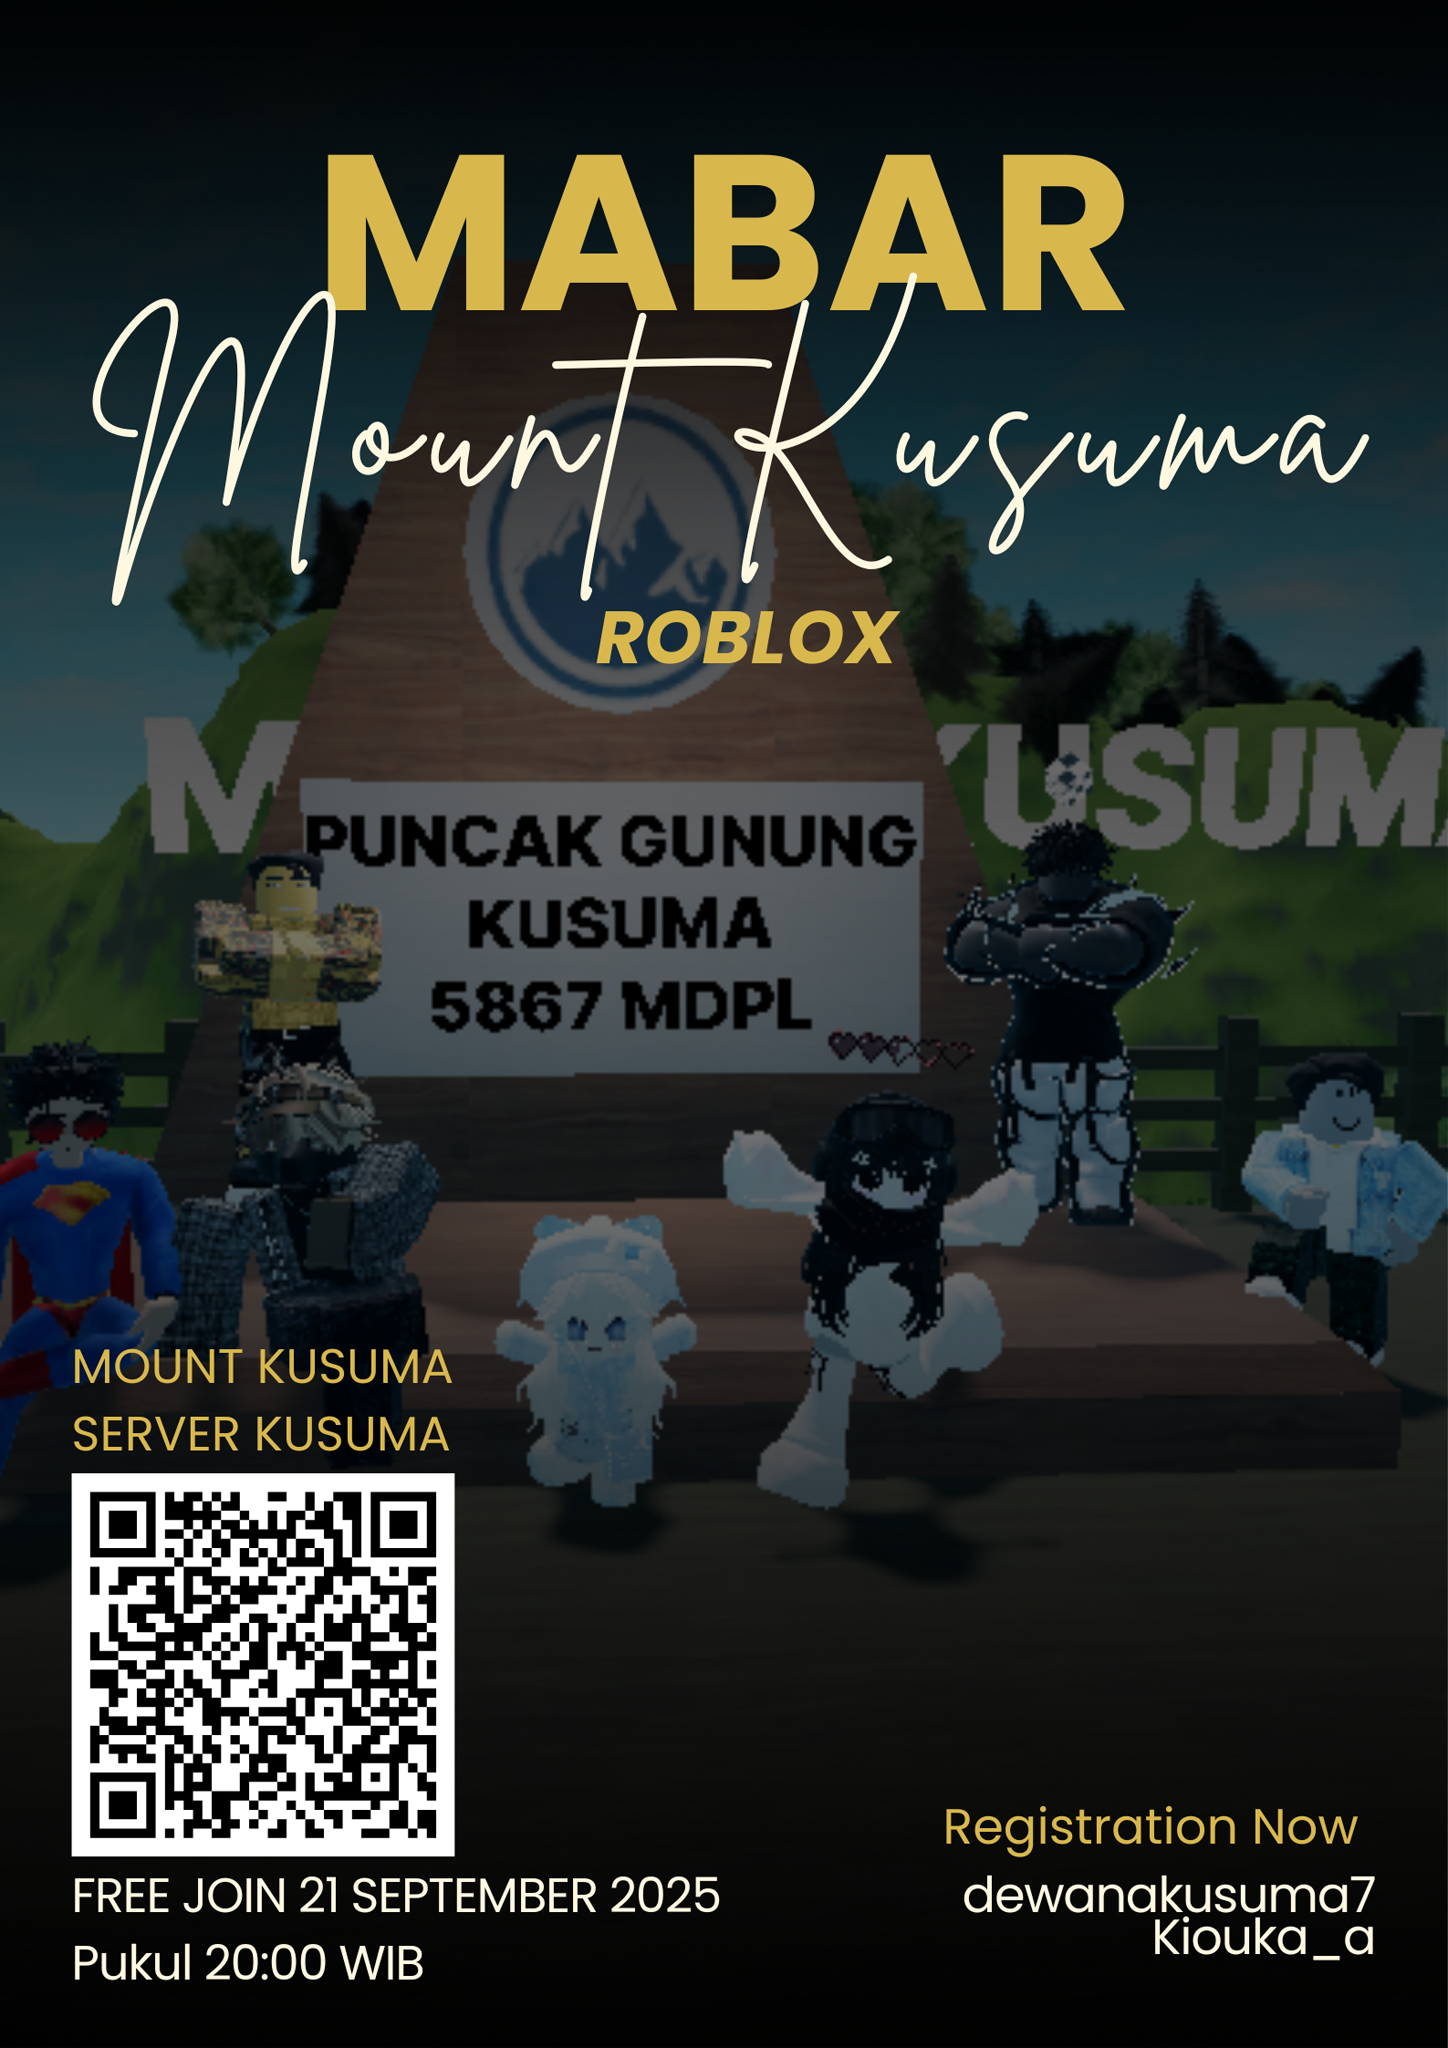 MABAR
Mount Kusuma
ROBLOX
M KUSUMA
PUNCAK GUNUNG
KUSUMA
5867 MDPL
MOUNT KUSUMA
SERVER KUSUMA
FREE JOIN 21 SEPTEMBER 2025
Pukul 20:00 WIB
Registration Now
dewanakusuma7
Kiouka_a